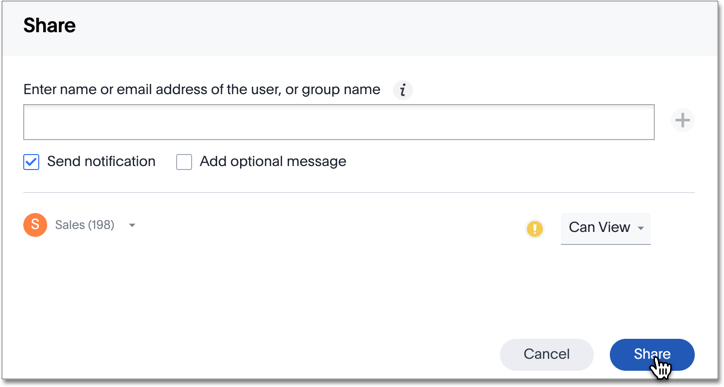 Share
Enter name or email address of the user, or group name i
+
Send notification Add optional message
S Sales (198) ! Can View
Cancel Share